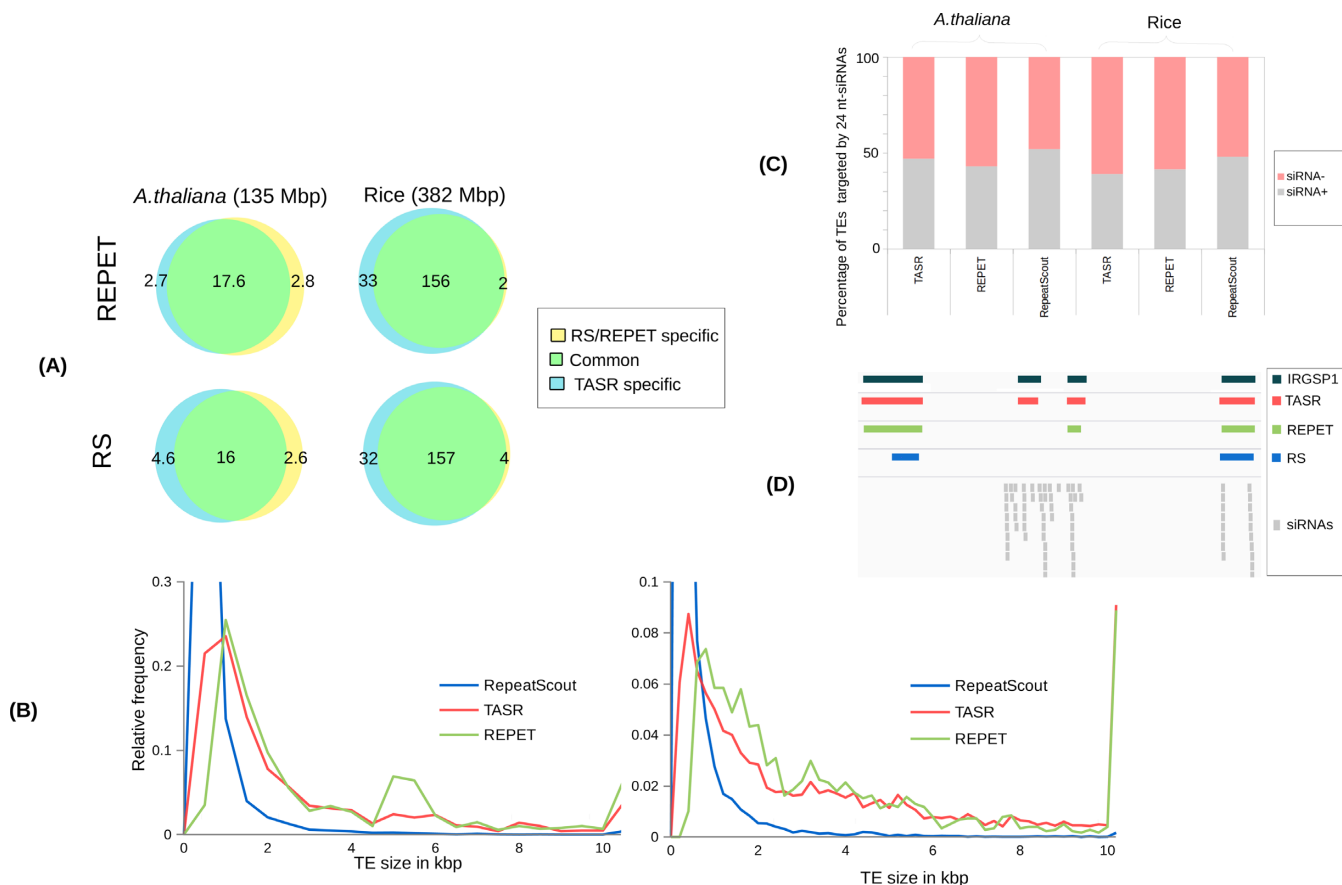 A.thaliana
Rice
Percentage of TEs targeted by 24 nt-siRNAs
100
50
0
TASR
REPET
RepeatScout
TASR
REPET
RepeatScout
siRNA-
siRNA+
(C)
A.thaliana (135 Mbp)
Rice (382 Mbp)
REPET
2.7
17.6
2.8
33
156
2
(A)
RS/REPET specific
Common
TASR specific
RS
4.6
16
2.6
32
157
4
IRGSP1
TASR
REPET
RS
siRNAs
(D)
(B)
Relative frequency
0.3
0.2
0.1
0
0
2
4
6
8
10
TE size in kbp
RepeatScout
TASR
REPET
0.1
0.08
0.06
0.04
0.02
0
0
2
4
6
8
10
TE size in kbp
RepeatScout
TASR
REPET